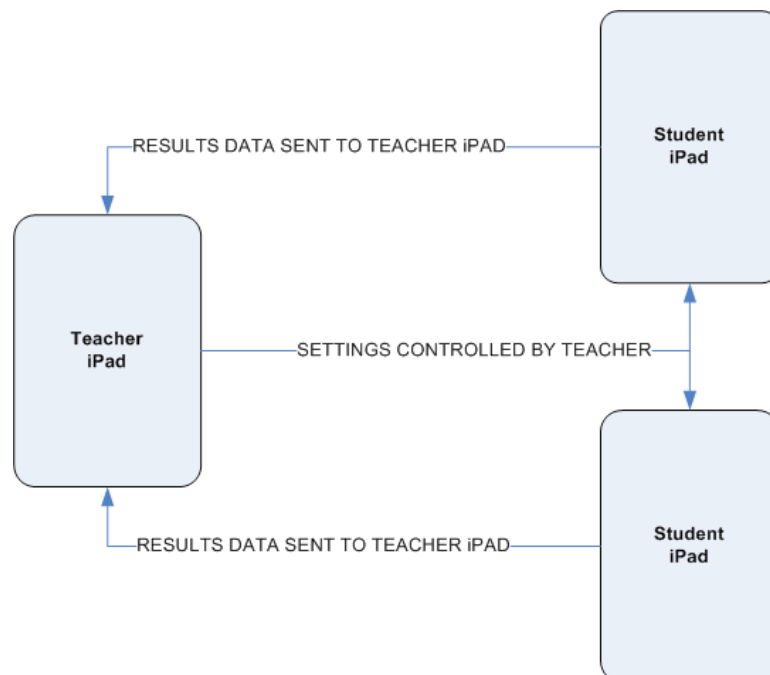 Student
iPad
RESULTS DATA SENT TO TEACHER iPAD
Teacher
iPad
SETTINGS CONTROLLED BY TEACHER
RESULTS DATA SENT TO TEACHER iPAD
Student
iPad